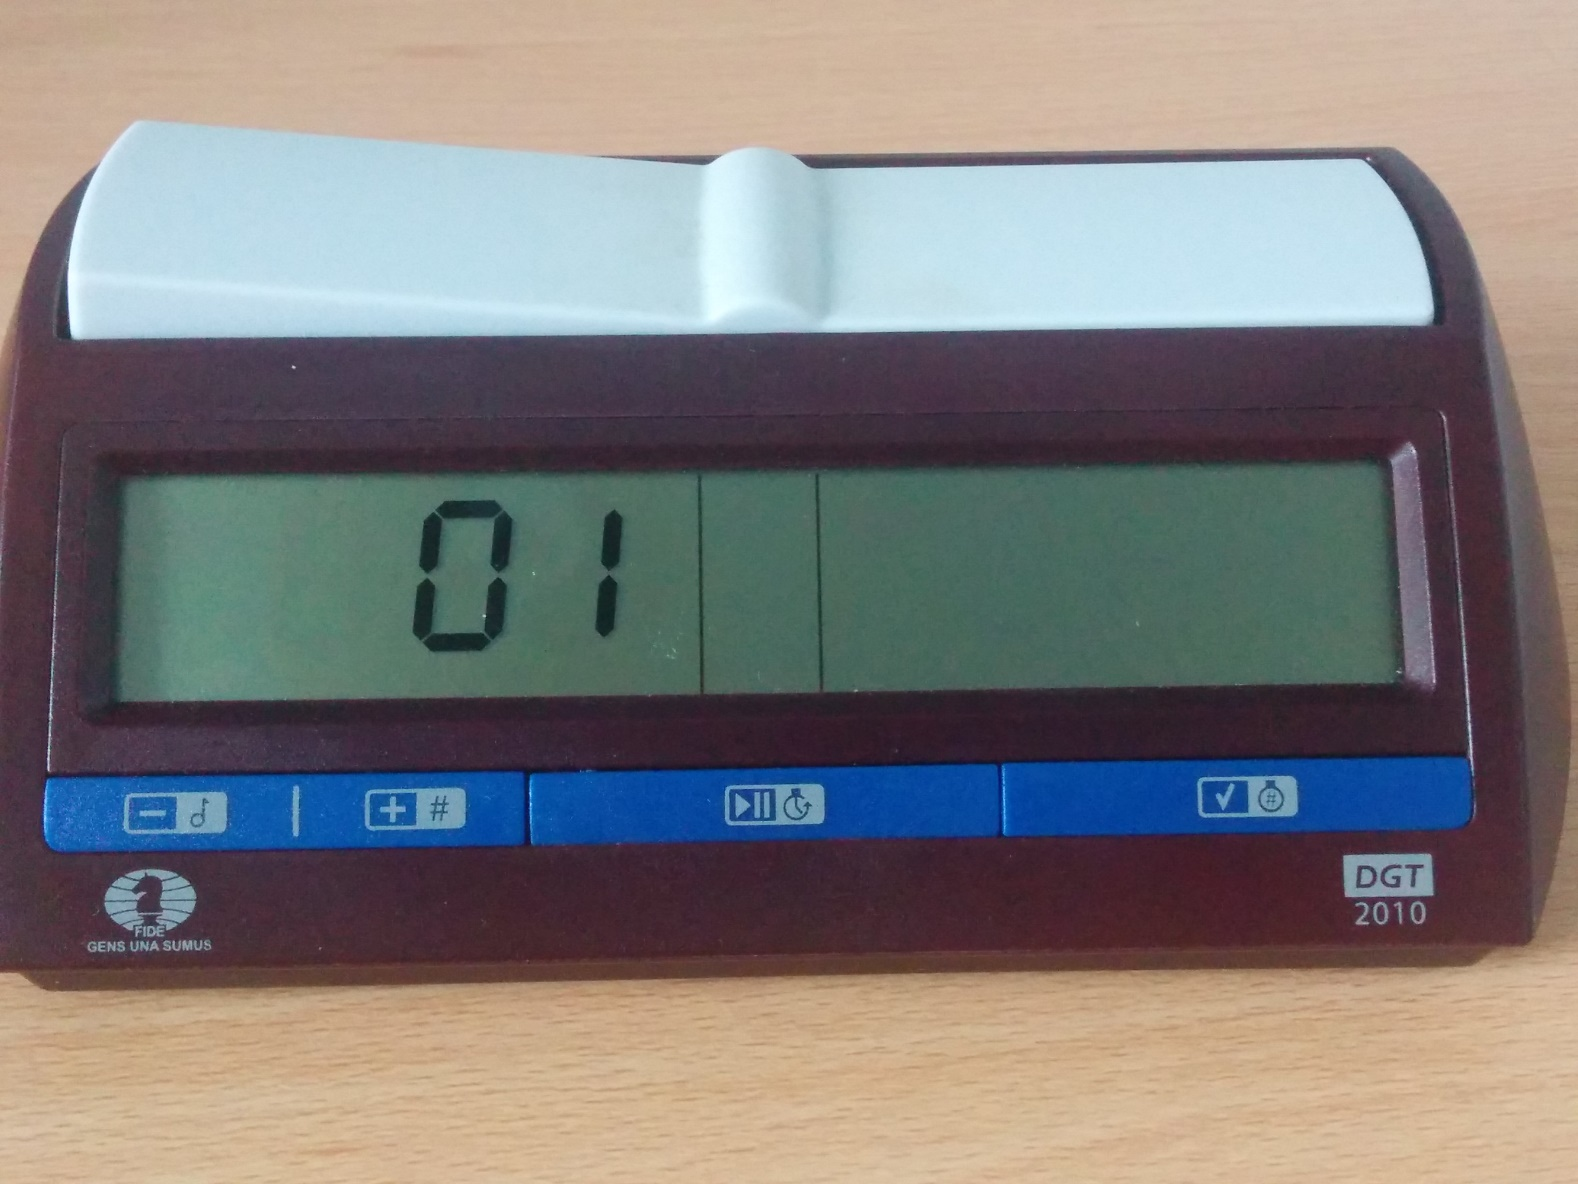 01
- +#
#
FIDE
GENS UNA SUMUS
DGT
2010